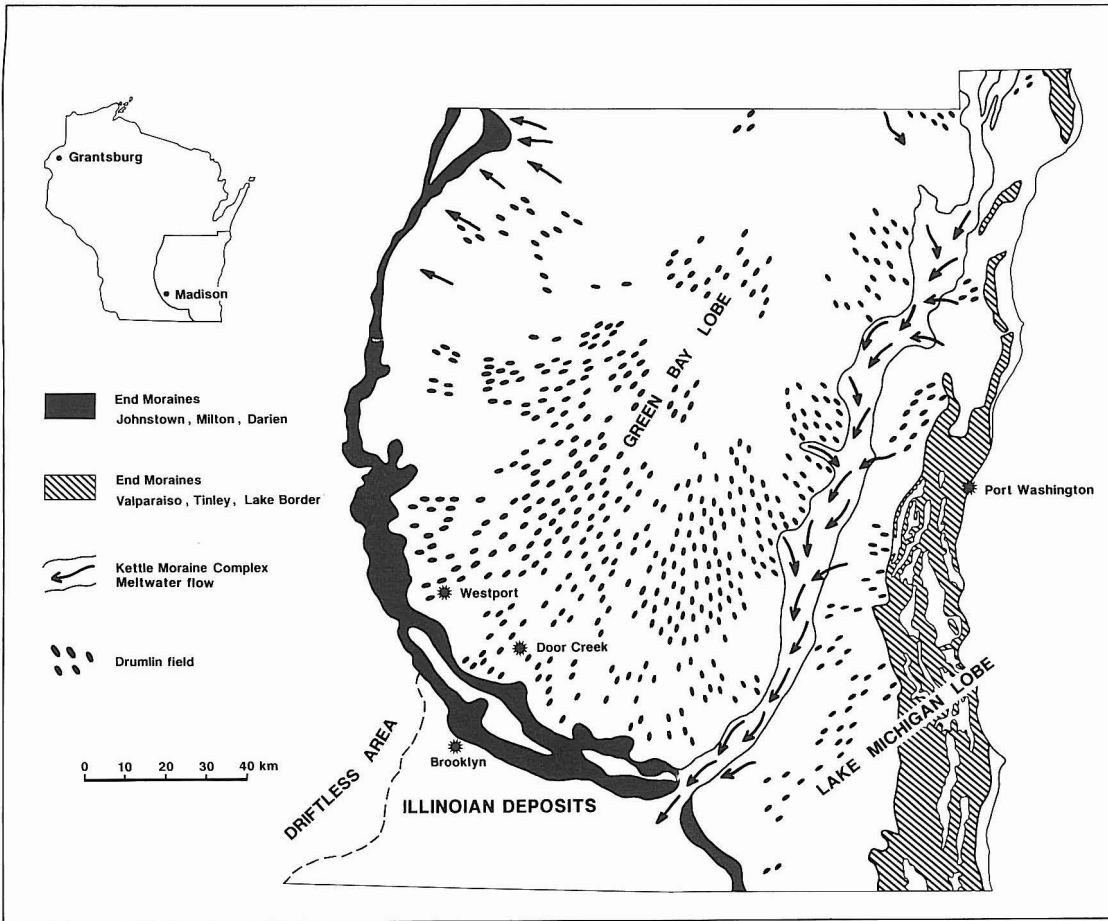 Grantsburg
Madison
End Moraines
Johnstown, Milton, Darien
End Moraines
Valparaiso, Tinley, Lake Border
Kettle Moraine Complex
Meltwater flow
Drumlin field
0 10 20 30 40 km
GREEN BAY LOBE
Port Washington
Westport
Door Creek
Brooklyn
LAKE MICHIGAN LOBE
DRIFTLESS AREA
ILLINOIAN DEPOSITS